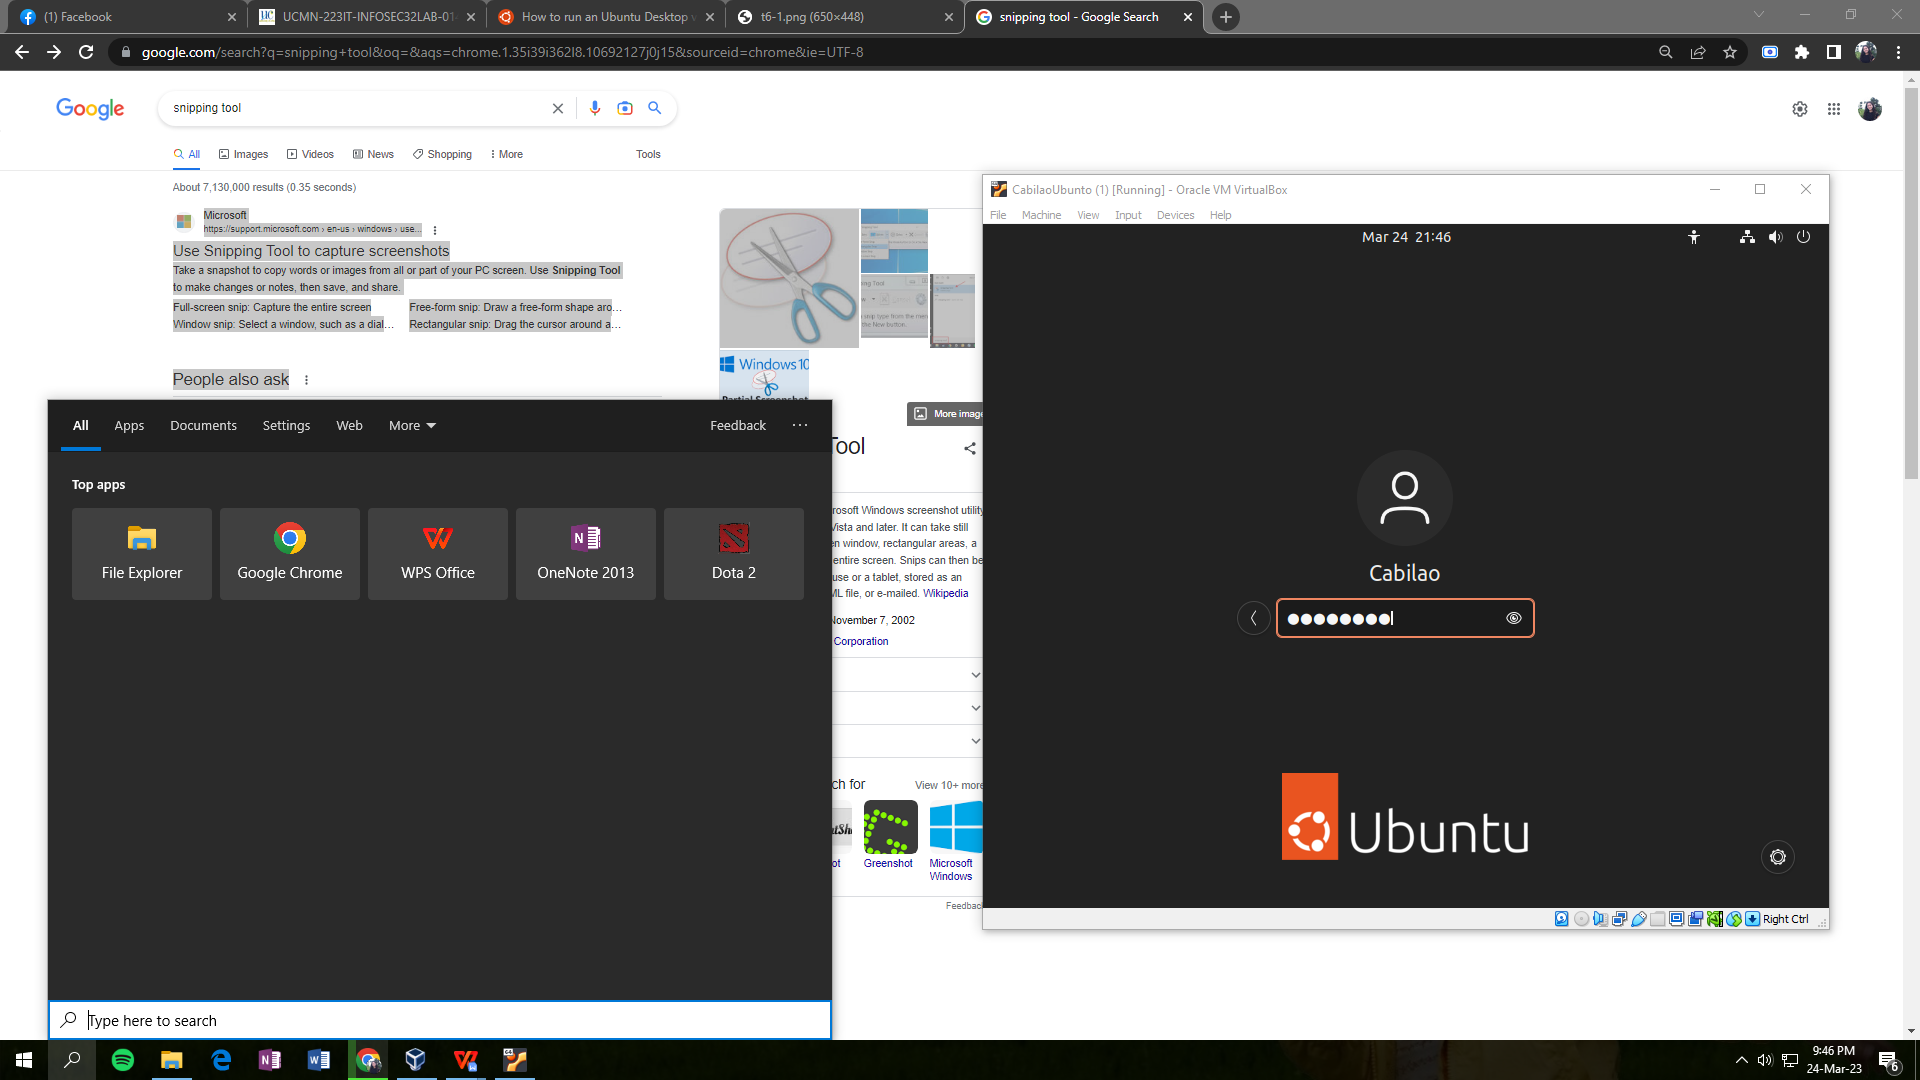 (1) Facebook
UCMN-223IT-INFOSEC32LAB-01
How to run an Ubuntu Desktop v
t6-1.png (650×448)
snipping tool - Google Search
google.com/search?q=snipping+tool&oq=&aqs=chrome.1.35i39i362l8.10692127j0j15&sourceid=chrome&ie=UTF-8
Google
snipping tool
All
Images
Videos
News
Shopping
More
Tools
About 7,130,000 results (0.35 seconds)
Microsoft
https://support.microsoft.com › en-us › windows › use...
Use Snipping Tool to capture screenshots
Take a snapshot to copy words or images from all or part of your PC screen. Use Snipping Tool
to make changes or notes, then save, and share.
Full-screen snip: Capture the entire screen
Free-form snip: Draw a free-form shape aro...
Window snip: Select a window, such as a dial...
Rectangular snip: Drag the cursor around a...
People also ask
Windows 10
More image
Tool
rosoft Windows screenshot utility
Vista and later. It can take still
en window, rectangular areas, a
entire screen. Snips can then be
use or a tablet, stored as an
ML file, or e-mailed. Wikipedia
November 7, 2002
Corporation
ch for
View 10+ more
ot
Greenshot
Microsoft
Windows
Feedbac
All
Apps
Documents
Settings
Web
More
Feedback
Top apps
File Explorer
Google Chrome
WPS Office
OneNote 2013
Dota 2
Type here to search
CabilaoUbunto (1) [Running] - Oracle VM VirtualBox
File
Machine
View
Input
Devices
Help
Mar 24 21:46
Cabilao
Ubuntu
Right Ctrl
9:46 PM
24-Mar-23
6